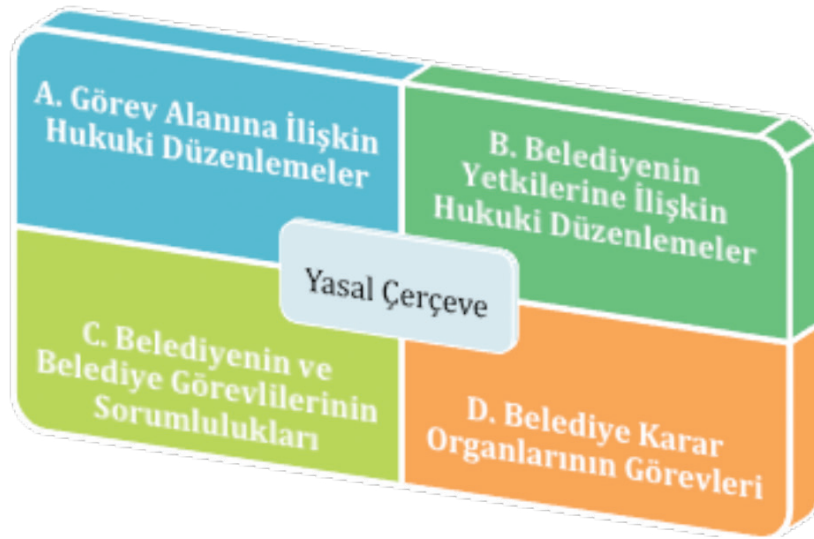 A. Görev Alanına İlişkin
Hukuki Düzenlemeler
B. Belediyenin
Yetkilerine İlişkin
Hukuki Düzenlemeler
Yasal Çerçeve
C. Belediyenin ve
Belediye Görevlilerinin
Sorumlulukları
D. Belediye Karar
Organlarının Görevleri